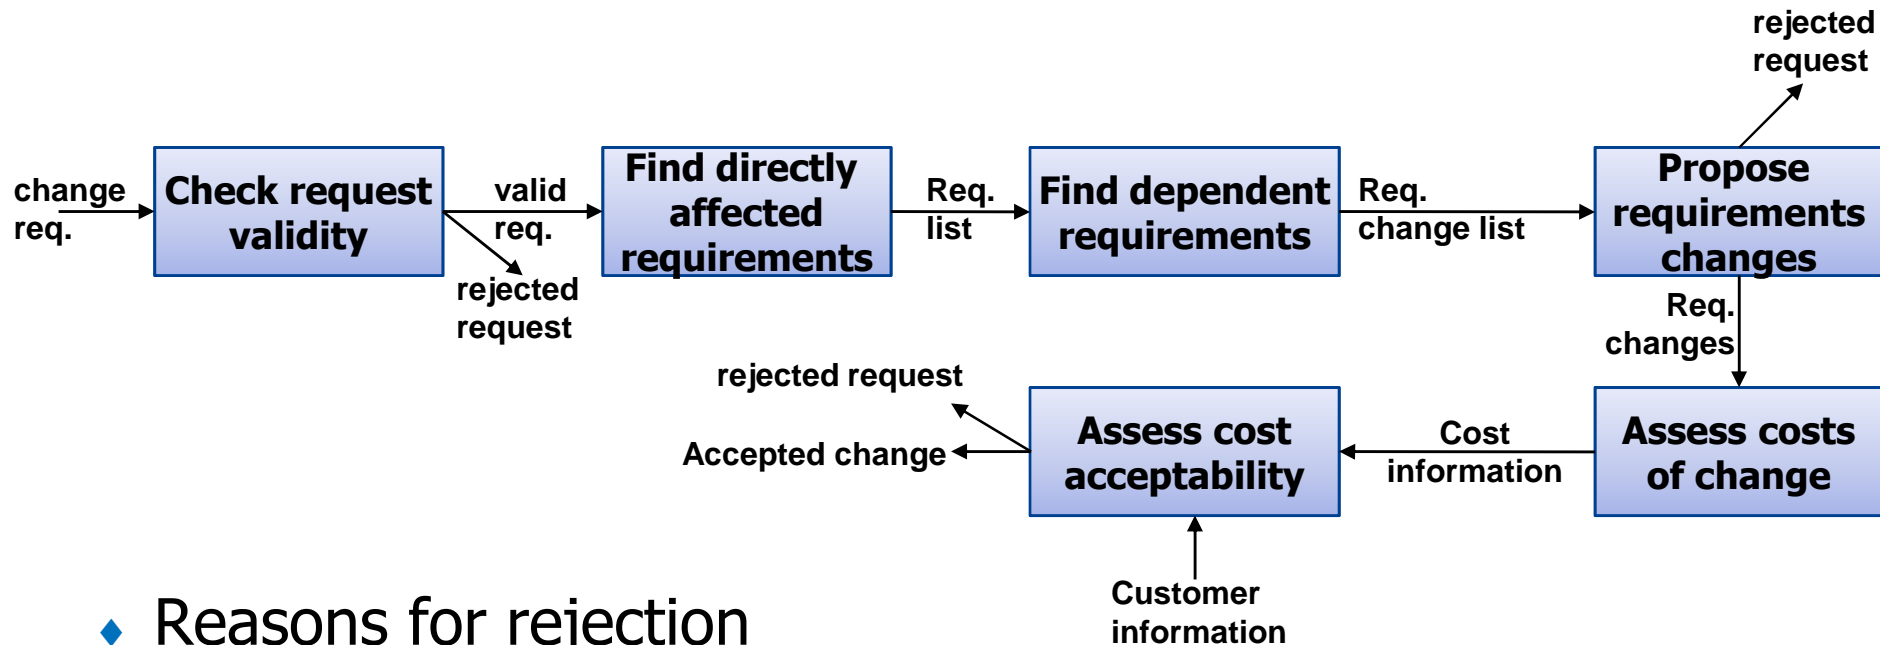 rejected
request
change
req.
Check request
validity
valid
req.
rejected
request
Find directly
affected
requirements
Req.
list
Find dependent
requirements
Req.
change list
Propose
requirements
changes
Req.
changes
Assess costs
of change
Cost
information
Assess cost
acceptability
rejected request
Accepted change
Customer
information
Reasons for rejection